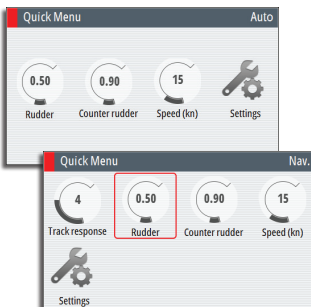 Quick Menu Auto
0.50 0.90 15
Rudder Counter rudder Speed (kn) Settings
Quick Menu Nav.
4 0.50 0.90 15
Track response Rudder Counter rudder Speed (kn)
Settings